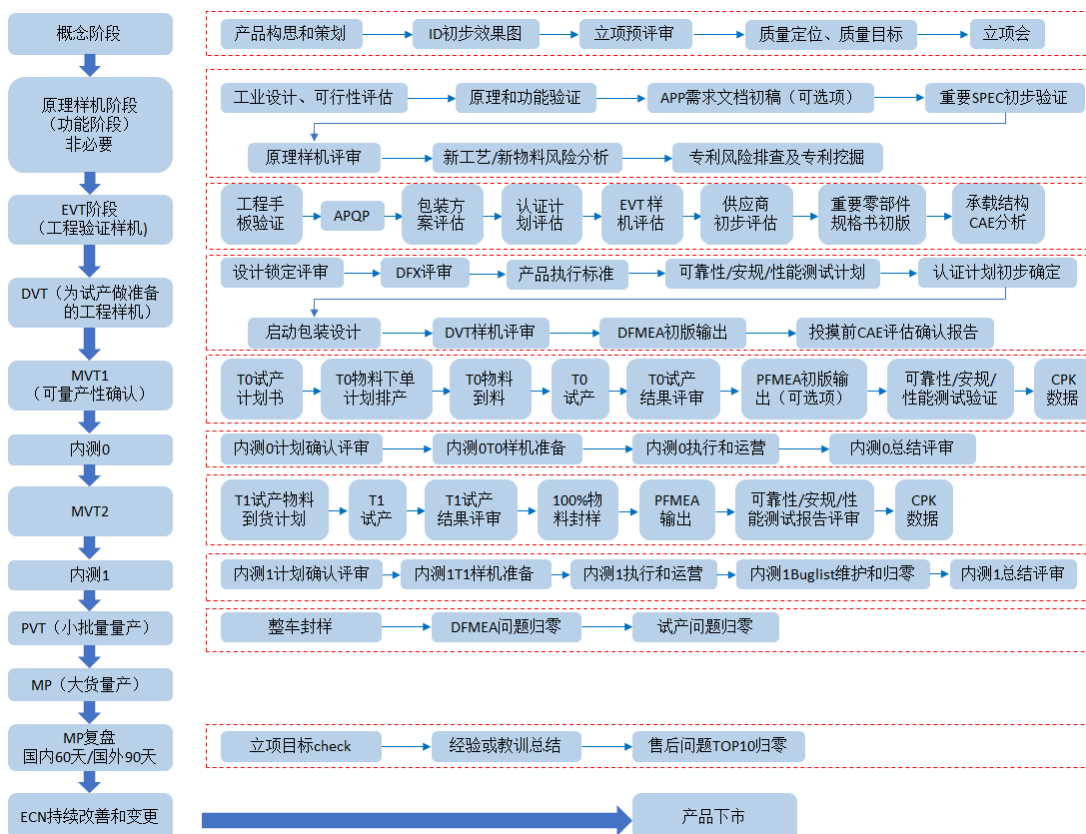 概念阶段
产品构思和策划
ID初步效果图
立项预评审
质量定位、质量目标
立项会
原理样机阶段
（功能阶段）
非必要
工业设计、可行性评估
原理和功能验证
APP需求文档初稿（可选项）
重要SPEC初步验证
原理样机评审
新工艺/新物料风险分析
专利风险排查及专利挖掘
EVT阶段
（工程验证样机)
工程手
板验证
APQP
包装方
案评估
认证计
划评估
EVT 样
机评估
供应商
初步评估
重要零部件
规格书初版
承载结构
CAE分析
DVT（为试产做准备
的工程样机）
设计锁定评审
DFX评审
产品执行标准
可靠性/安规/性能测试计划
认证计划初步确定
启动包装设计
DVT样机评审
DFMEA初版输出
投摸前CAE评估确认报告
MVT1
（可量产性确认）
T0试产
计划书
T0物料下单
计划排产
T0物料
到料
T0
试产
T0试产
结果评审
PFMEA初版输
出（可选项）
可靠性/安规/
性能测试验证
CPK
数据
内测0
内测0计划确认评审
内测0T0样机准备
内测0执行和运营
内测0总结评审
MVT2
T1试产物料
到货计划
T1
试产
T1试产
结果评审
100%物
料封样
PFMEA
输出
可靠性/安规/性
能测试报告评审
CPK
数据
内测1
内测1计划确认评审
内测1T1样机准备
内测1执行和运营
内测1Buglist维护和归零
内测1总结评审
PVT（小批量量产）
整车封样
DFMEA问题归零
试产问题归零
MP（大货量产）
MP复盘
国内60天/国外90天
立项目标check
经验或教训总结
售后问题TOP10归零
ECN持续改善和变更
产品下市